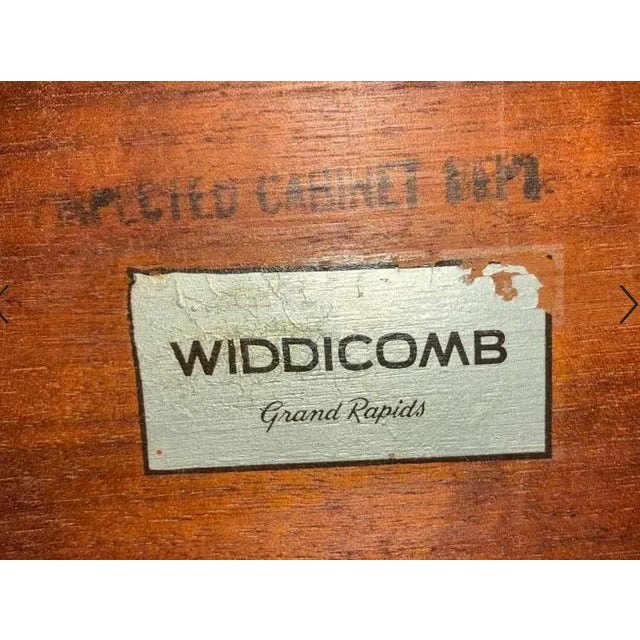 INSPECTED CABINET DEPT.
WIDDICOMB
Grand Rapids